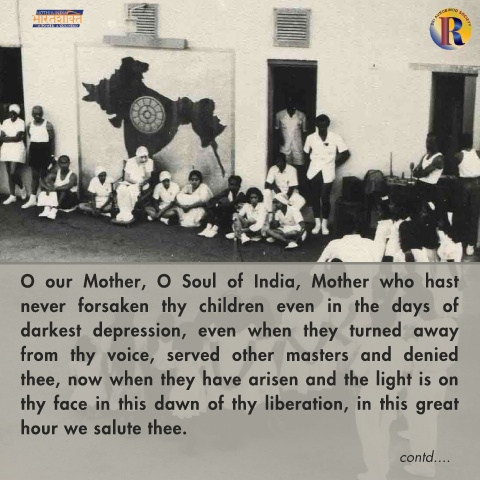 भारतशक्ति
O our Mother, O Soul of India, Mother who hast
never forsaken thy children even in the days of
darkest depression, even when they turned away
from thy voice, served other masters and denied
thee, now when they have arisen and the light is on
thy face in this dawn of thy liberation, in this great
hour we salute thee.
contd....